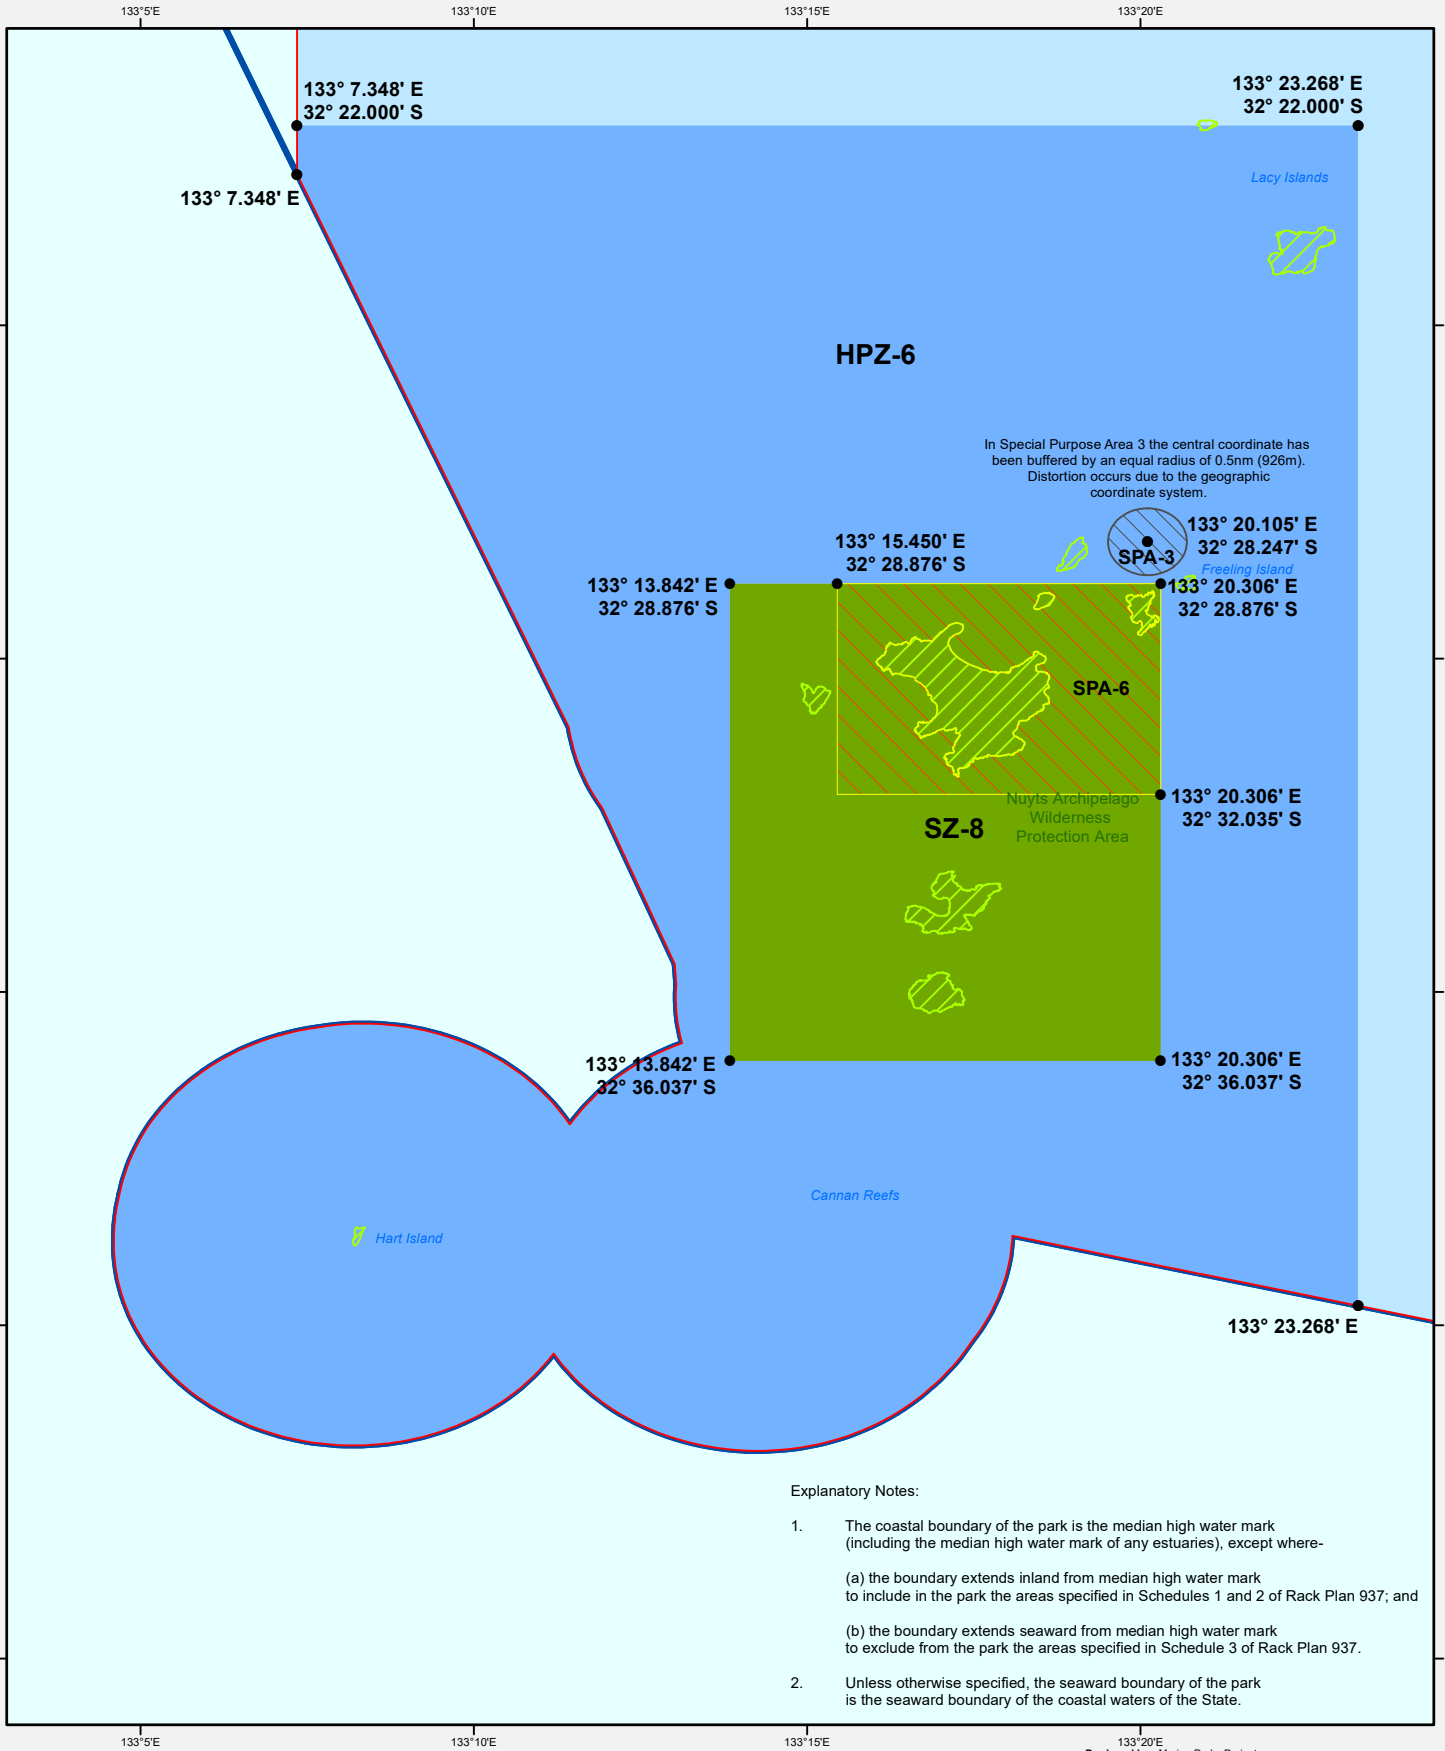 133°5'E
133°10'E
133°15'E
133°20'E
133° 7.348' E
32° 22.000' S
133° 23.268' E
32° 22.000' S
133° 7.348' E
Lacy Islands
HPZ-6
In Special Purpose Area 3 the central coordinate has
been buffered by an equal radius of 0.5nm (926m).
Distortion occurs due to the geographic
coordinate system.
133° 20.105' E
32° 28.247' S
SPA-3
Freeling Island
133° 15.450' E
32° 28.876' S
133° 13.842' E
32° 28.876' S
133° 20.306' E
32° 28.876' S
SPA-6
133° 20.306' E
32° 32.035' S
Nuyts Archipelago
Wilderness
Protection Area
SZ-8
133° 13.842' E
32° 36.037' S
133° 20.306' E
32° 36.037' S
Cannan Reefs
Hart Island
133° 23.268' E
Explanatory Notes:
1. The coastal boundary of the park is the median high water mark
(including the median high water mark of any estuaries), except where-
(a) the boundary extends inland from median high water mark
to include in the park the areas specified in Schedules 1 and 2 of Rack Plan 937; and
(b) the boundary extends seaward from median high water mark
to exclude from the park the areas specified in Schedule 3 of Rack Plan 937.
2. Unless otherwise specified, the seaward boundary of the park
is the seaward boundary of the coastal waters of the State.
133°5'E
133°10'E
133°15'E
133°20'E